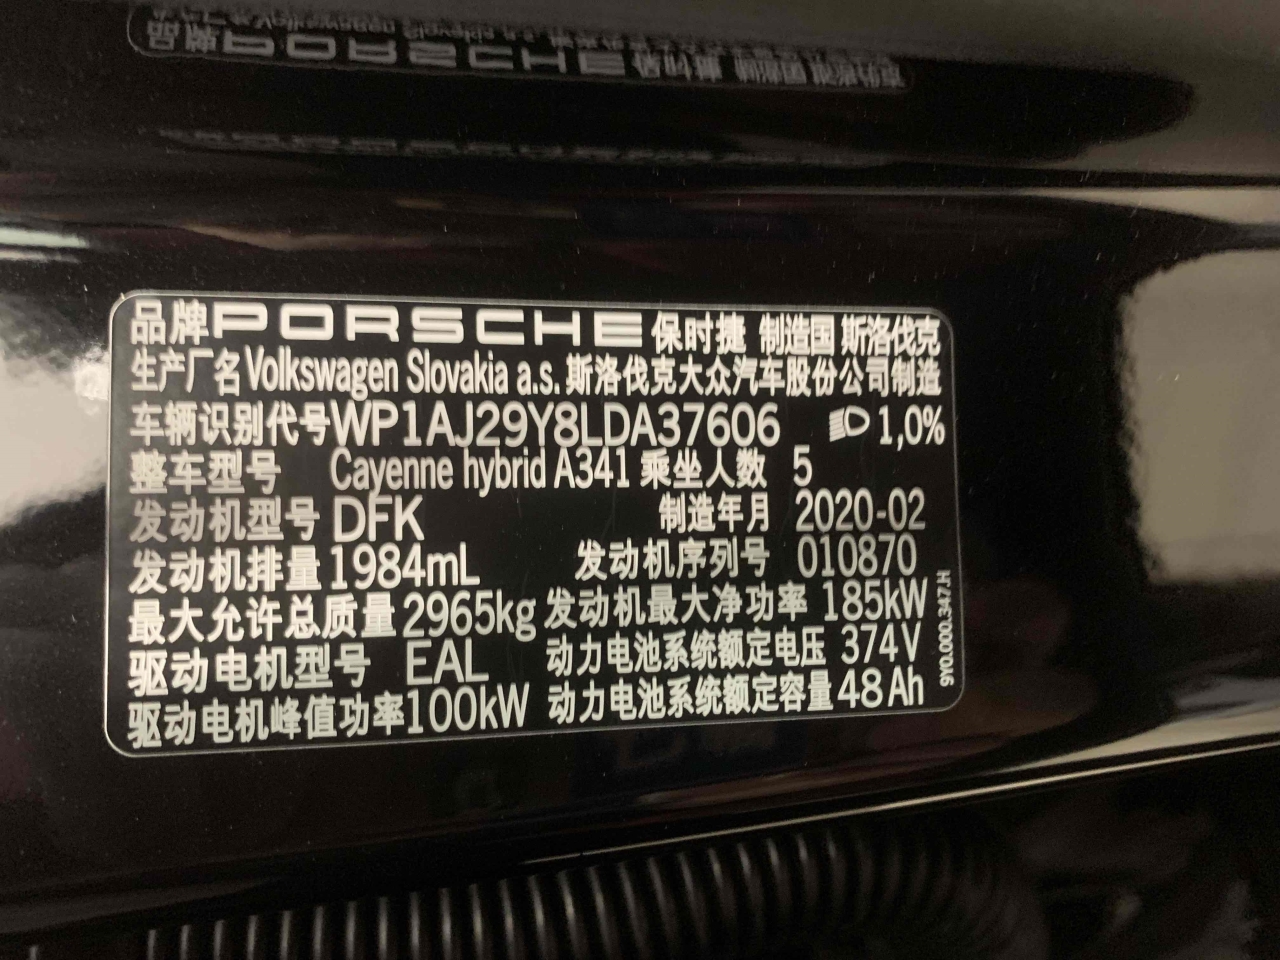 品牌PORSCHE保时捷 制造国 斯洛伐克
生产厂名Volkswagen Slovakia a.s.斯洛伐克大众汽车股份公司制造
车辆识别代号WP1AJ29Y8LDA37606 1,0%
整车型号 Cayenne hybrid A341 乘坐人数 5
发动机型号DFK 制造年月 2020-02
发动机排量1984mL 发动机序列号 010870
最大允许总质量2965kg 发动机最大净功率 185kW
驱动电机型号 EAL 动力电池系统额定电压 374V
驱动电机峰值功率100kW 动力电池系统额定容量48Ah
9Y0.000.347.H